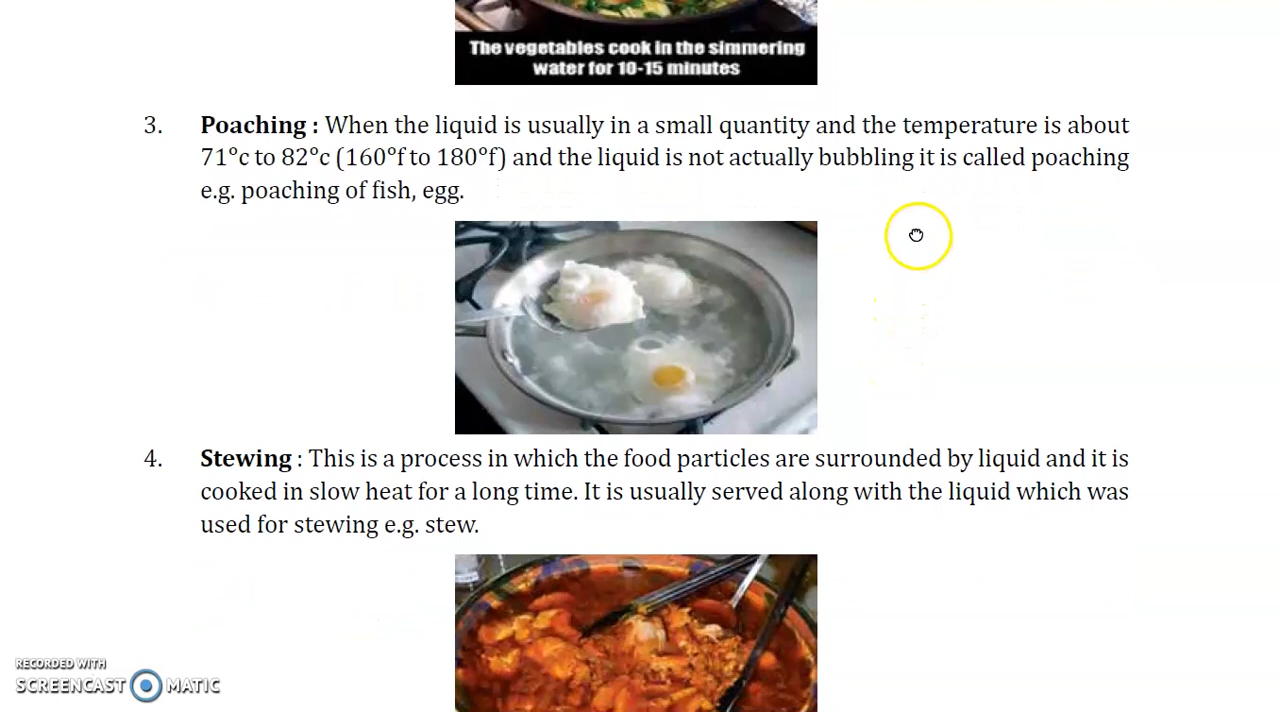 The vegetables cook in the simmering
water for 10-15 minutes
3. Poaching : When the liquid is usually in a small quantity and the temperature is about
71°c to 82°c (160°f to 180°f) and the liquid is not actually bubbling it is called poaching
e.g. poaching of fish, egg.
4. Stewing : This is a process in which the food particles are surrounded by liquid and it is
cooked in slow heat for a long time. It is usually served along with the liquid which was
used for stewing e.g. stew.
RECORDED WITH
SCREENCAST MATIC